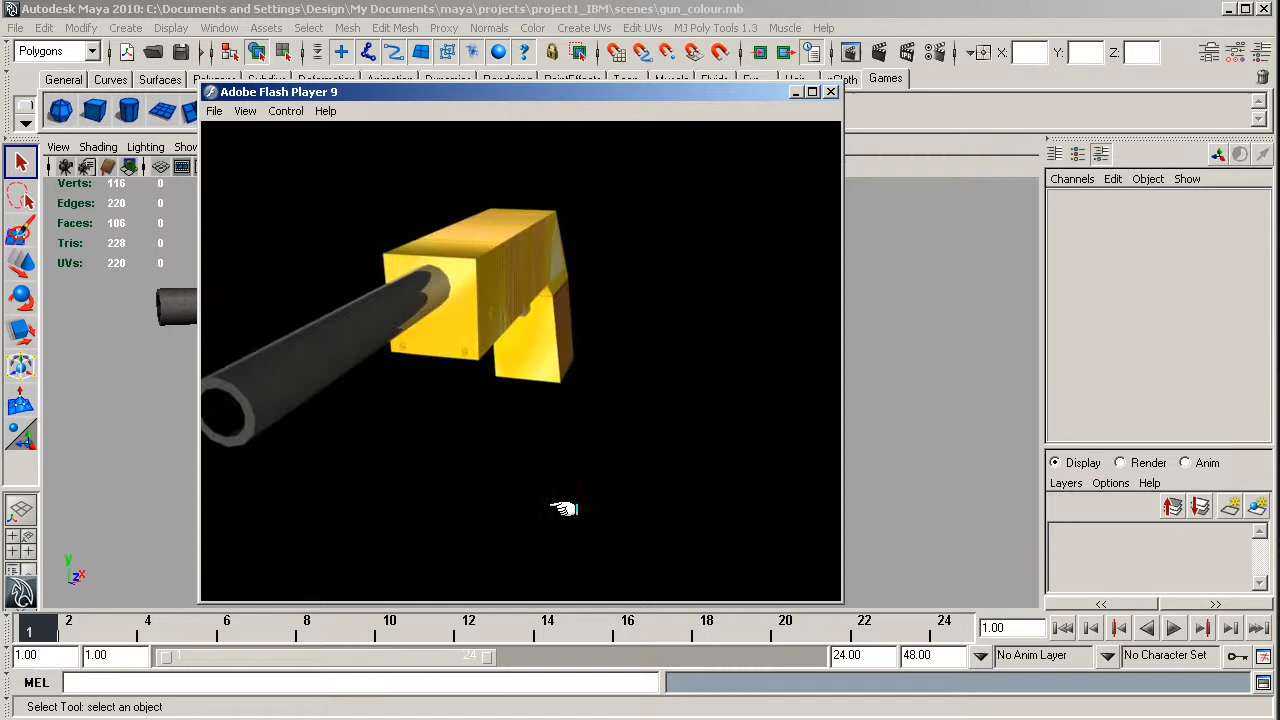 Autodesk Maya 2010: C:\Documents and Settings\Design\My Documents\maya\projects\project1_IBM\scenes\gun_colour.mb
File Edit Modify Create Display Window Assets Select Mesh Edit Mesh Proxy Normals Color Create UVs Edit UVs MJ Poly Tools 1.3 Muscle Help
Polygons X: Y: Z:
General Curves Surfaces Games
Adobe Flash Player 9
File View Control Help
View Shading Lighting Sho
Channels Edit Object Show
Verts: 116 0
Edges: 220 0
Faces: 106 0
Tris: 228 0
UVs: 220 0
Display Render Anim
Layers Options Help
y
z x
<< >>
1 2 4 6 8 10 12 14 16 18 20 22 24 1.00
1.00 1.00 1 24 24.00 48.00 No Anim Layer No Character Set
MEL
Select Tool: select an object